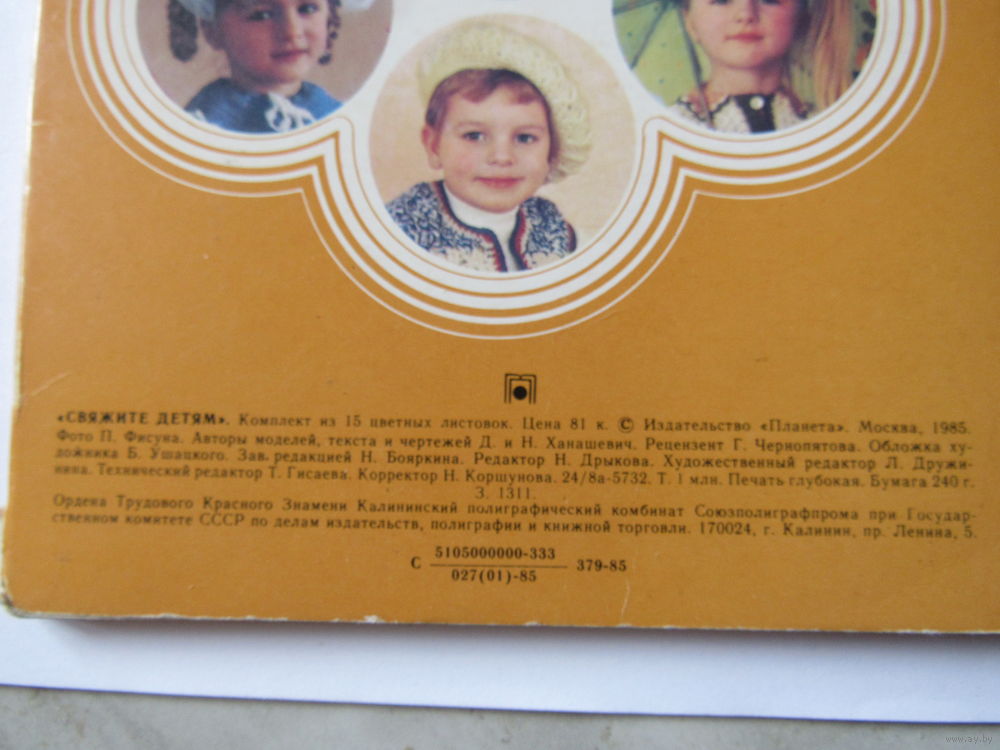 «СВЯЖИТЕ ДЕТЯМ». Комплект из 15 цветных листовок. Цена 81 к. © Издательство «Планета». Москва, 1985.
Фото П. Фисуна. Авторы моделей, текста и чертежей Д. и Н. Ханашевич. Рецензент Г. Чернопятова. Обложка ху-
дожника Б. Ушацкого. Зав. редакцией Н. Бояркина. Редактор Н. Дрыкова. Художественный редактор Л. Дружи-
нина. Технический редактор Т. Гисаева. Корректор Н. Коршунова. 24/8а-5732. Т. 1 млн. Печать глубокая. Бумага 240 г.
З. 1311.
Ордена Трудового Красного Знамени Калининский полиграфический комбинат Союзполиграфпрома при Государ-
ственном комитете СССР по делам издательств, полиграфии и книжной торговли. 170024, г. Калинин, пр. Ленина, 5.
С 5105000000-333 379-85
027(01)-85
www.ay.by